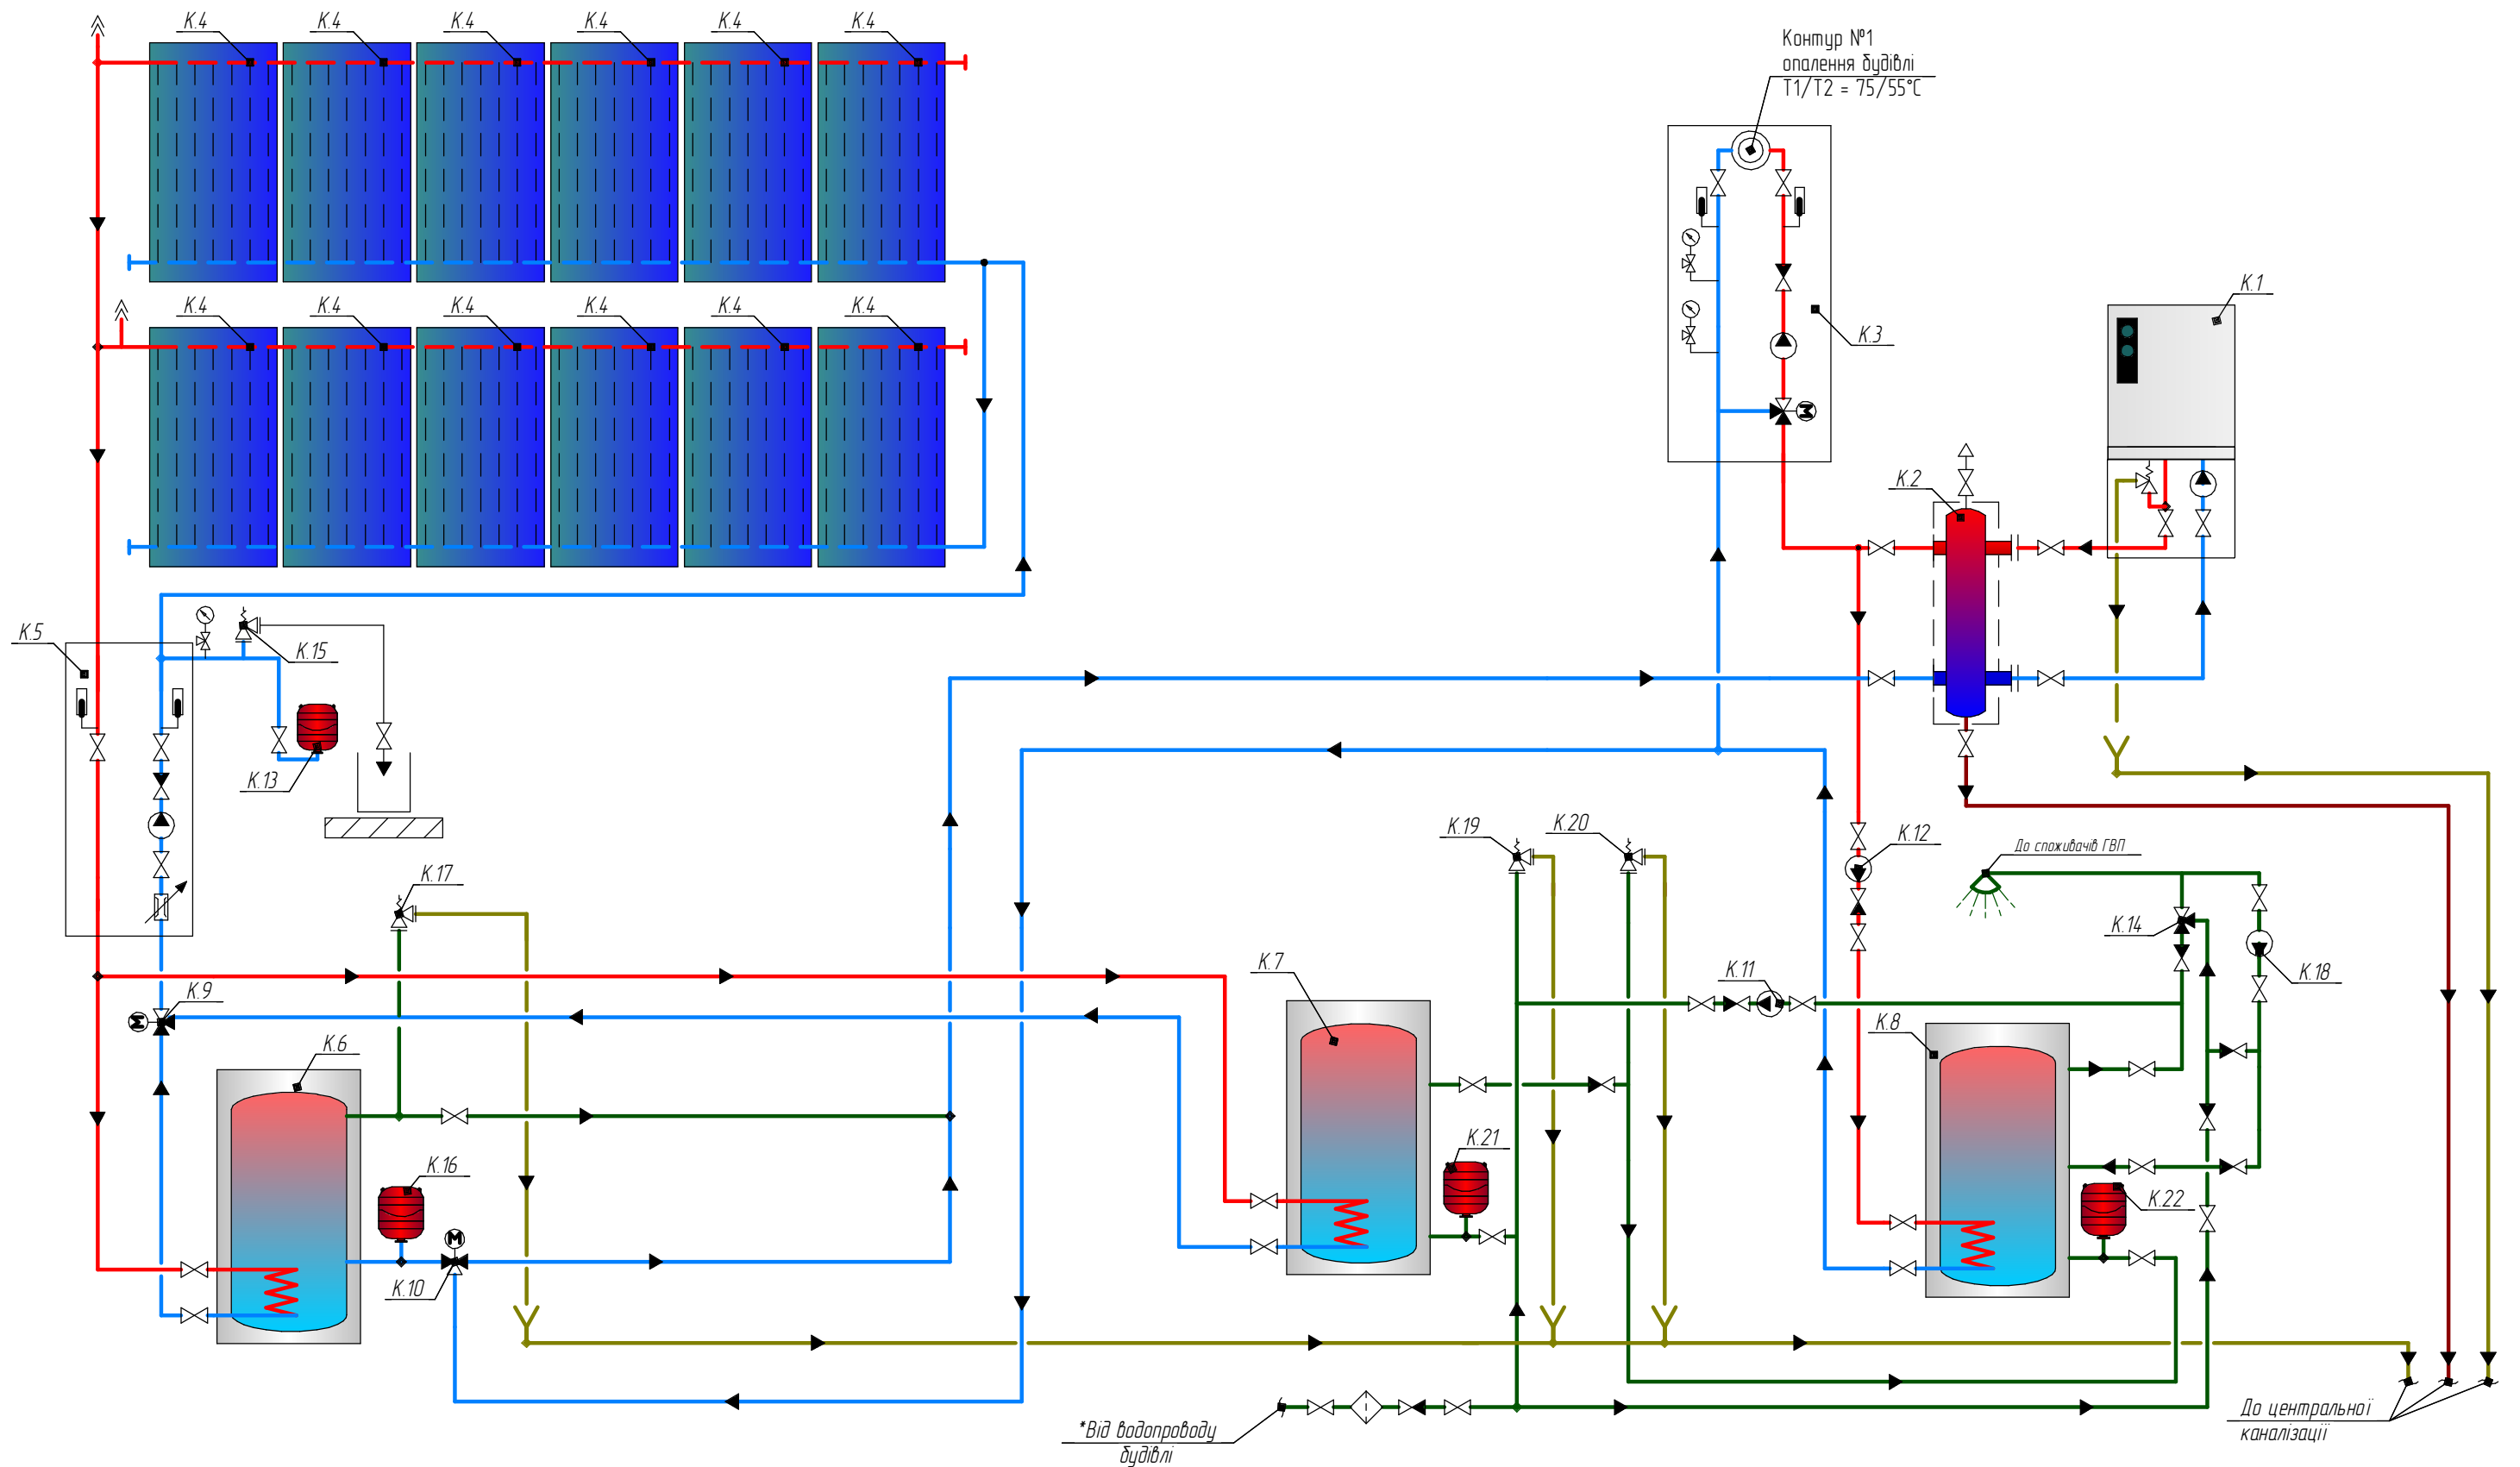 К.4 К.4 К.4 К.4 К.4 К.4
Контур №1
опалення будівлі
Т1/Т2 = 75/55°С
К.1
К.4 К.4 К.4 К.4 К.4 К.4
К.3
К.2
К.5
К.15
К.13
К.19
К.20
К.12
До споживачів ГВП
К.17
К.14
К.7
К.11
К.18
К.9
К.8
К.6
К.21
К.16
К.22
К.10
*Від водопроводу
будівлі
До центральної
каналізації
М
М
М